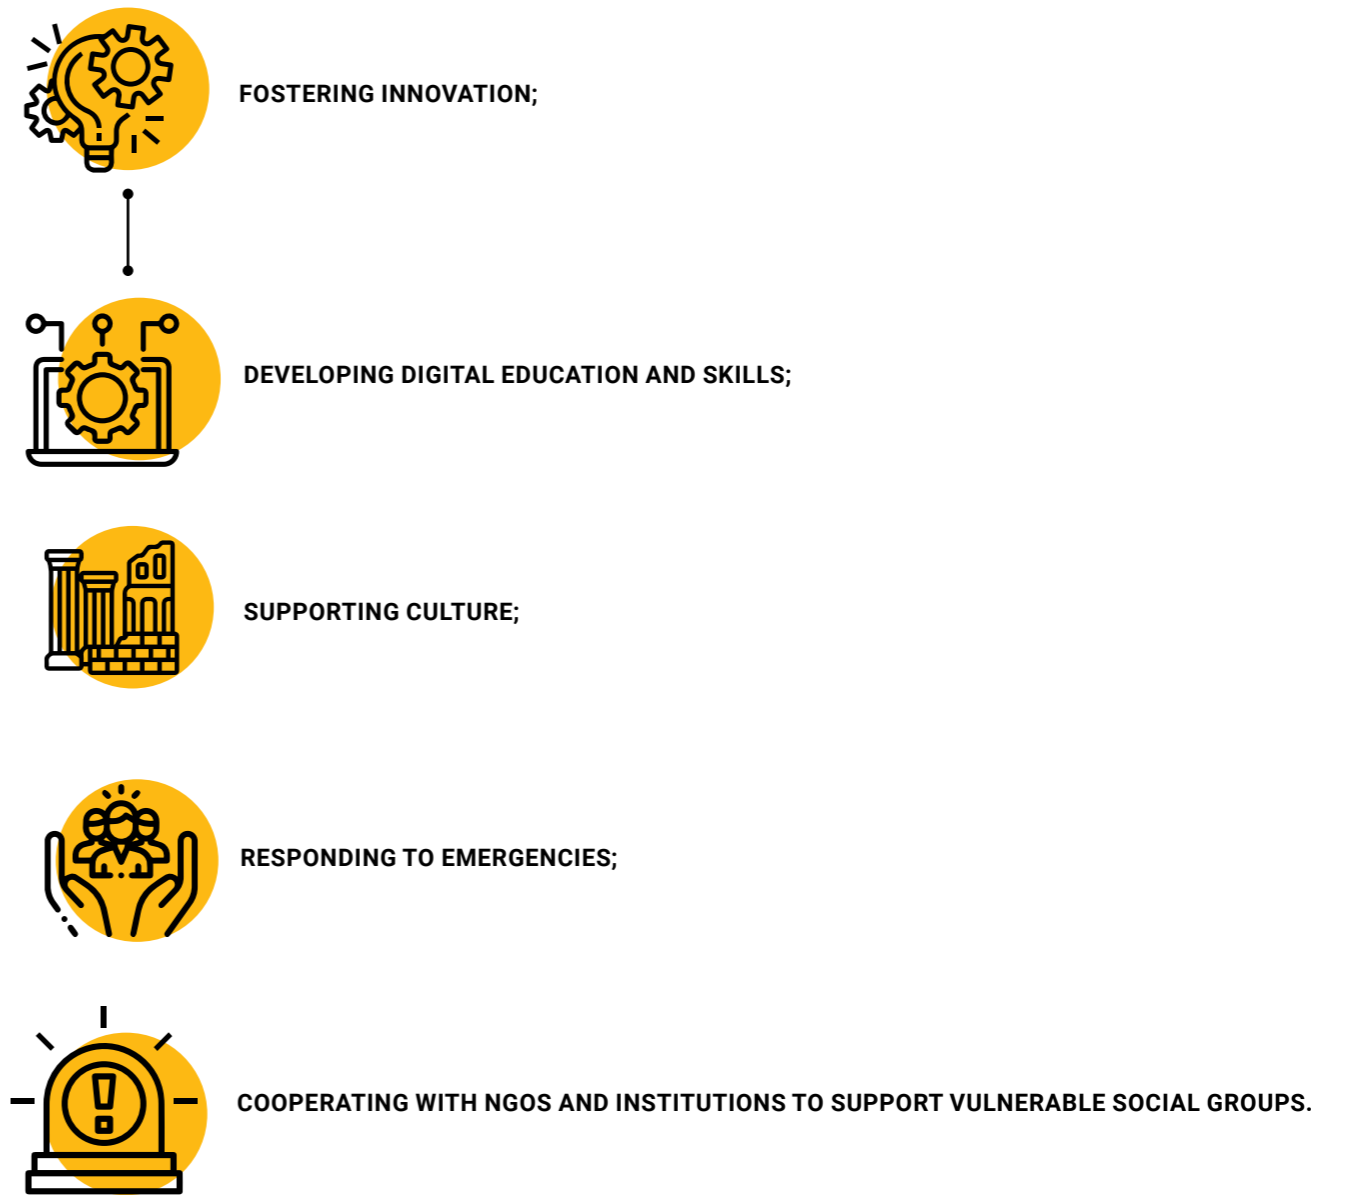 FOSTERING INNOVATION;
DEVELOPING DIGITAL EDUCATION AND SKILLS;
SUPPORTING CULTURE;
RESPONDING TO EMERGENCIES;
COOPERATING WITH NGOS AND INSTITUTIONS TO SUPPORT VULNERABLE SOCIAL GROUPS.